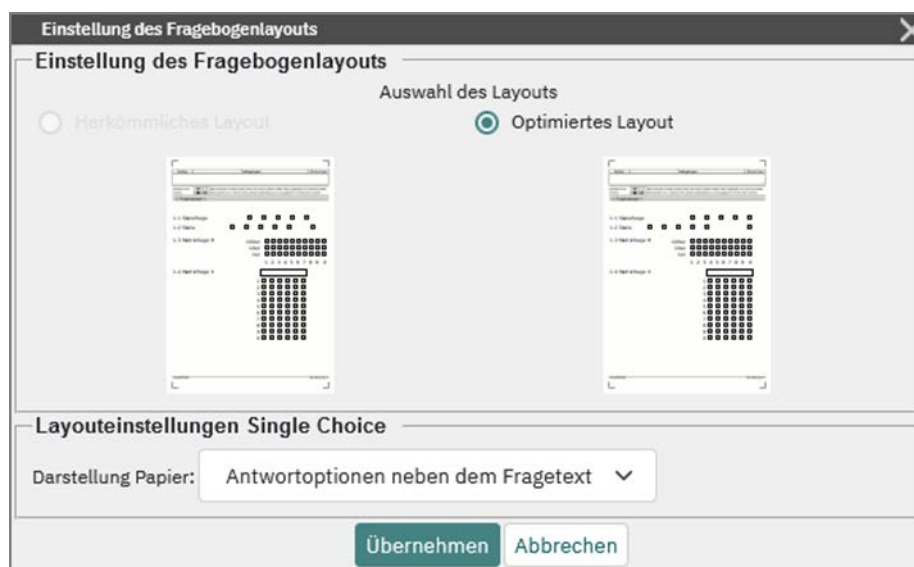 Einstellung des Fragebogenlayouts
Einstellung des Fragebogenlayouts
Auswahl des Layouts
Herkömmliches Layout
Optimiertes Layout
Layouteinstellungen Single Choice
Darstellung Papier:
Antwortoptionen neben dem Fragetext
Übernehmen
Abbrechen